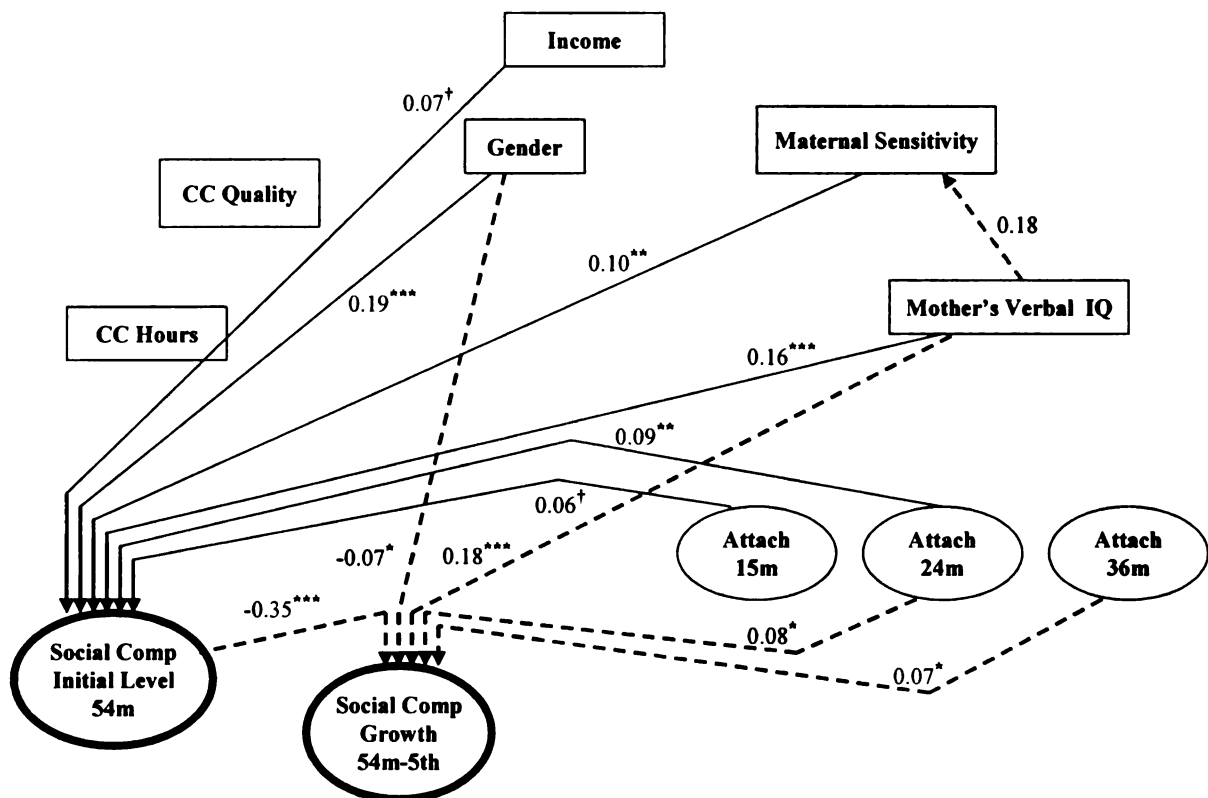 Income
0.07†
Gender
Maternal Sensitivity
CC Quality
0.18
0.10**
0.19***
Mother's Verbal IQ
CC Hours
0.16***
0.09**
0.06†
Attach
15m
Attach
24m
Attach
36m
-0.07*
0.18***
-0.35***
Social Comp
Initial Level
54m
0.08*
0.07*
Social Comp
Growth
54m-5th